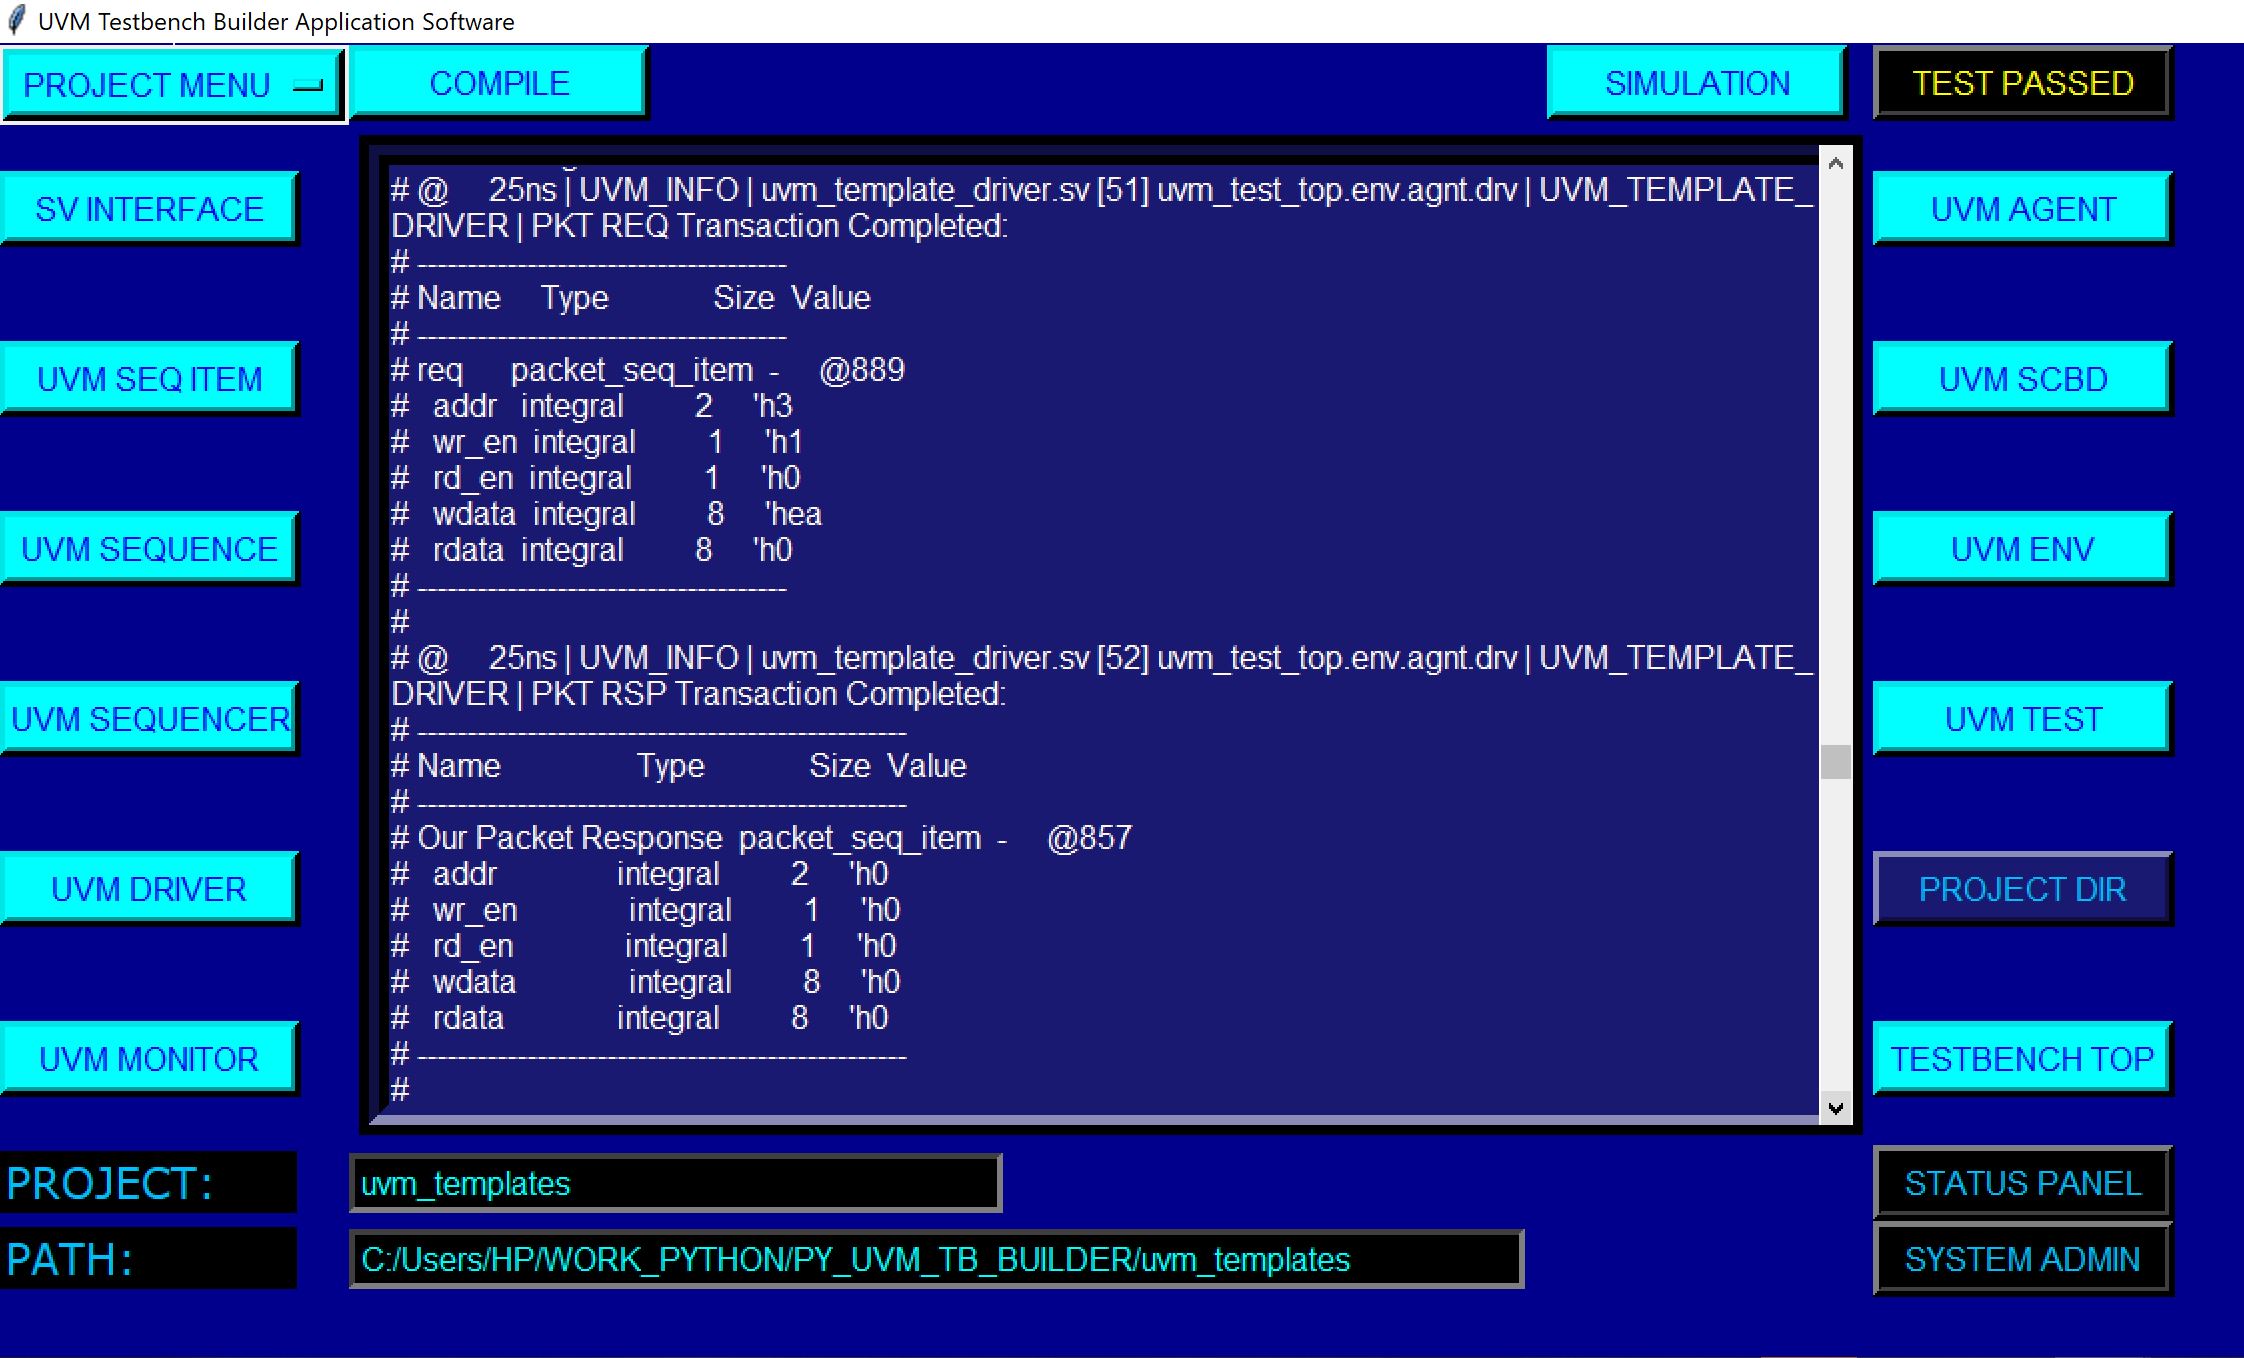 UVM Testbench Builder Application Software
PROJECT MENU
COMPILE
SIMULATION
TEST PASSED
SV INTERFACE
UVM SEQ ITEM
UVM SEQUENCE
UVM SEQUENCER
UVM DRIVER
UVM MONITOR
# @ 25ns | UVM_INFO | uvm_template_driver.sv [51] uvm_test_top.env.agnt.drv | UVM_TEMPLATE_
DRIVER | PKT REQ Transaction Completed:
# -------------------------------------
# Name Type Size Value
# -------------------------------------
# req packet_seq_item - @889
# addr integral 2 'h3
# wr_en integral 1 'h1
# rd_en integral 1 'h0
# wdata integral 8 'hea
# rdata integral 8 'h0
# -------------------------------------
#
# @ 25ns | UVM_INFO | uvm_template_driver.sv [52] uvm_test_top.env.agnt.drv | UVM_TEMPLATE_
DRIVER | PKT RSP Transaction Completed:
# -------------------------------------------------
# Name Type Size Value
# -------------------------------------------------
# Our Packet Response packet_seq_item - @857
# addr integral 2 'h0
# wr_en integral 1 'h0
# rd_en integral 1 'h0
# wdata integral 8 'h0
# rdata integral 8 'h0
# -------------------------------------------------
#
UVM AGENT
UVM SCBD
UVM ENV
UVM TEST
PROJECT DIR
TESTBENCH TOP
PROJECT:
uvm_templates
STATUS PANEL
PATH:
C:/Users/HP/WORK_PYTHON/PY_UVM_TB_BUILDER/uvm_templates
SYSTEM ADMIN